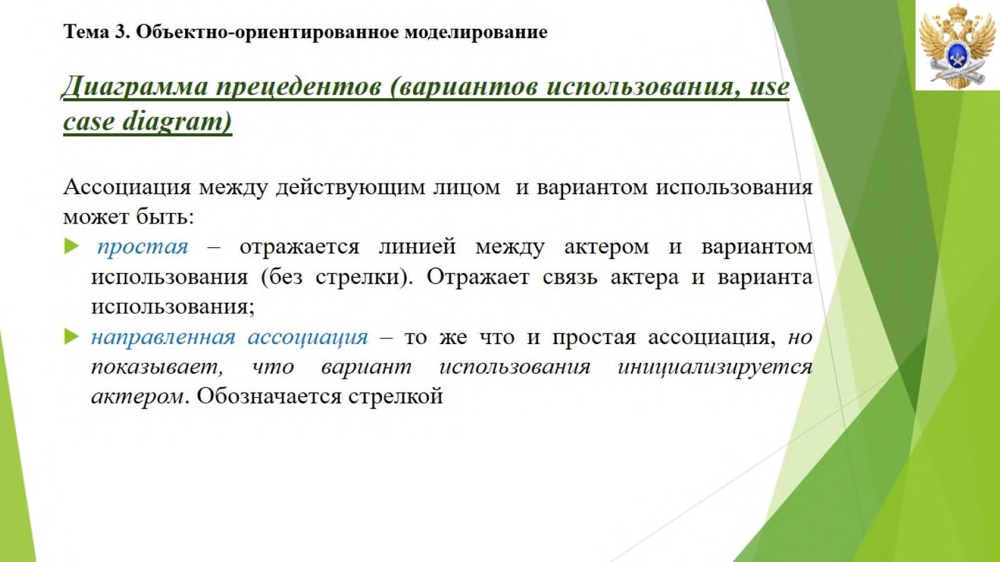 Тема 3. Объектно-ориентированное моделирование
Диаграмма прецедентов (вариантов использования, use
case diagram)
Ассоциация между действующим лицом и вариантом использования
может быть:
простая – отражается линией между актером и вариантом
использования (без стрелки). Отражает связь актера и варианта
использования;
направленная ассоциация – то же что и простая ассоциация, но
показывает, что вариант использования инициализируется
актером. Обозначается стрелкой